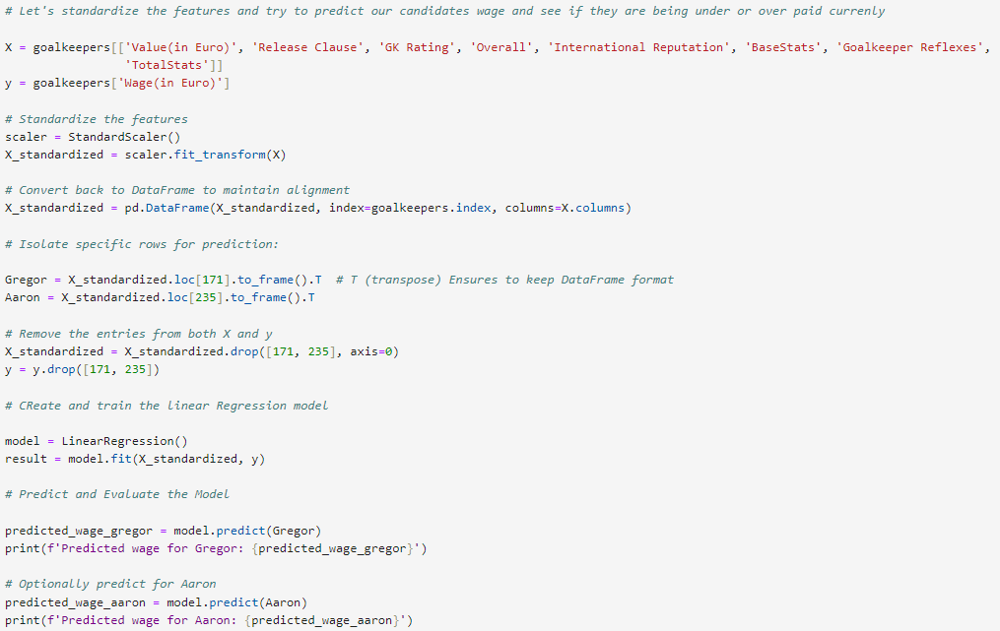 # Let's standardize the features and try to predict our candidates wage and see if they are being under or over paid currenly
X = goalkeepers[['Value(in Euro)', 'Release Clause', 'GK Rating', 'Overall', 'International Reputation', 'BaseStats', 'Goalkeeper Reflexes',
'TotalStats']]
y = goalkeepers['Wage(in Euro)']
# Standardize the features
scaler = StandardScaler()
X_standardized = scaler.fit_transform(X)
# Convert back to DataFrame to maintain alignment
X_standardized = pd.DataFrame(X_standardized, index=goalkeepers.index, columns=X.columns)
# Isolate specific rows for prediction:
Gregor = X_standardized.loc[171].to_frame().T  # T (transpose) Ensures to keep DataFrame format
Aaron = X_standardized.loc[235].to_frame().T
# Remove the entries from both X and y
X_standardized = X_standardized.drop([171, 235], axis=0)
y = y.drop([171, 235])
# CReate and train the linear Regression model
model = LinearRegression()
result = model.fit(X_standardized, y)
# Predict and Evaluate the Model
predicted_wage_gregor = model.predict(Gregor)
print(f'Predicted wage for Gregor: {predicted_wage_gregor}')
# Optionally predict for Aaron
predicted_wage_aaron = model.predict(Aaron)
print(f'Predicted wage for Aaron: {predicted_wage_aaron}')